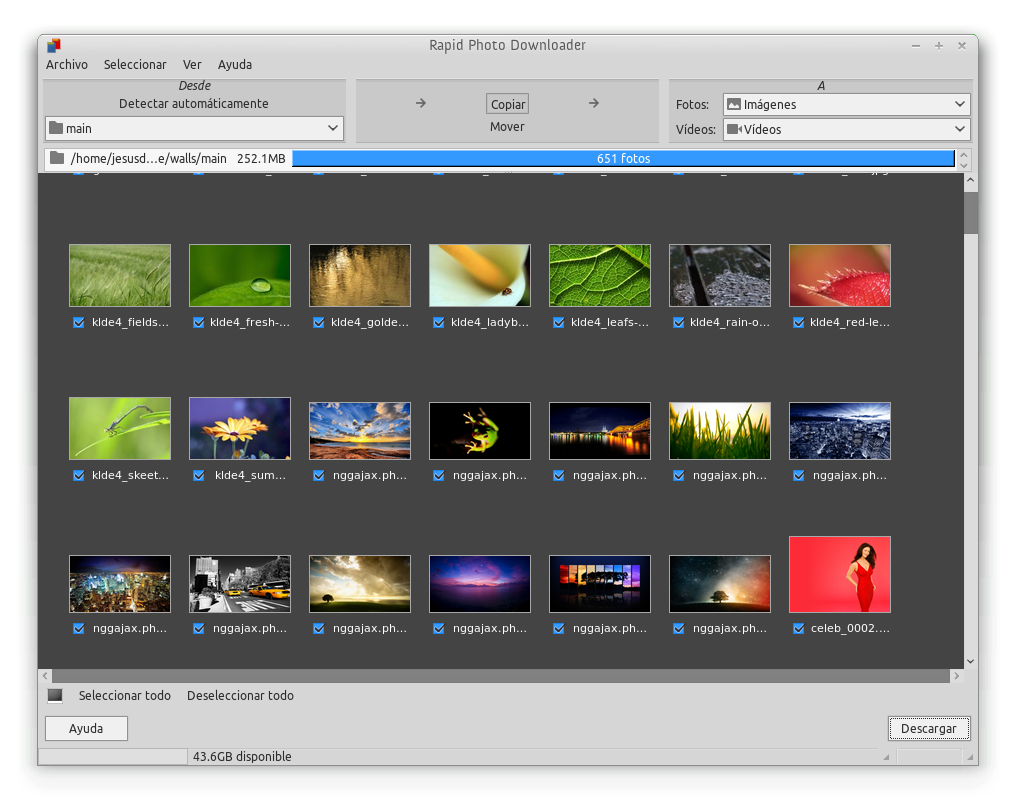 Rapid Photo Downloader
Archivo Seleccionar Ver Ayuda
Desde
Detectar automáticamente
main
Copiar
Mover
A
Fotos: Imágenes
Vídeos: Vídeos
/home/jesusd...e/walls/main 252.1MB 651 fotos
klde4_fields... klde4_fresh-... klde4_golde... klde4_ladyb... klde4_leafs-... klde4_rain-o... klde4_red-le...
klde4_skeet... klde4_sum... nggajax.ph... nggajax.ph... nggajax.ph... nggajax.ph... nggajax.ph...
nggajax.ph... nggajax.ph... nggajax.ph... nggajax.ph... nggajax.ph... nggajax.ph... celeb_0002....
Seleccionar todo Deseleccionar todo
Ayuda Descargar
43.6GB disponible